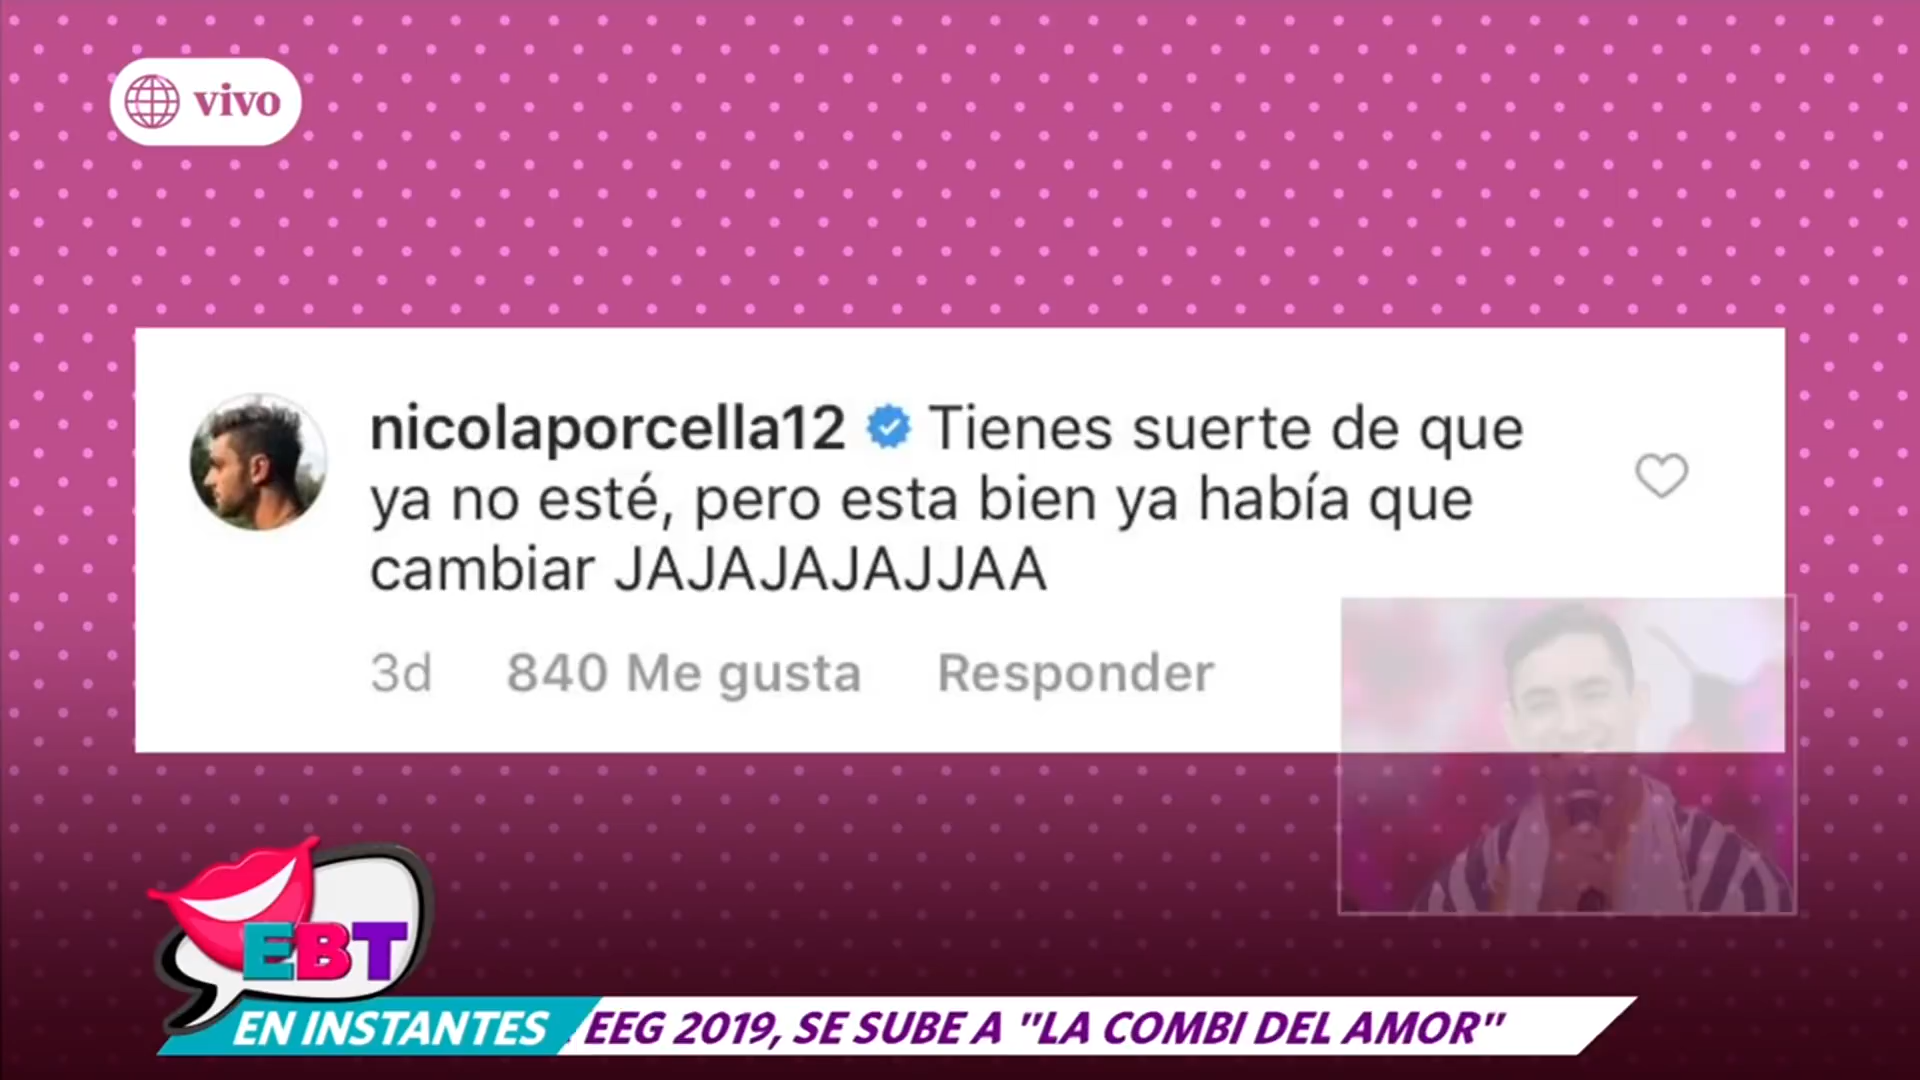 vivo
nicolaporcella12 Tienes suerte de que
ya no esté, pero esta bien ya había que
cambiar JAJAJAJAJJAA
3d 840 Me gusta Responder
EBT
EN INSTANTES EEG 2019, SE SUBE A "LA COMBI DEL AMOR"